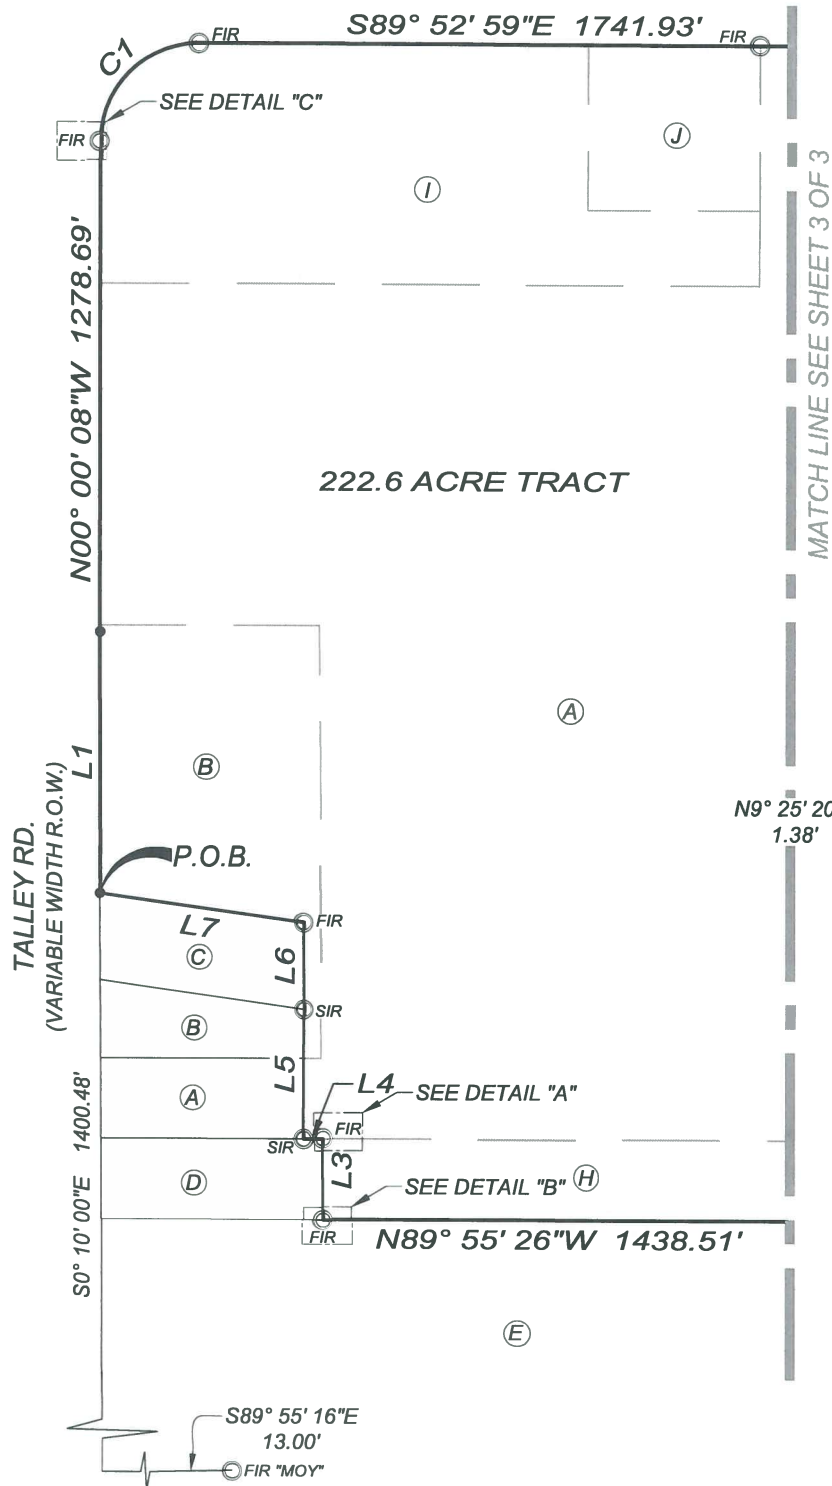 S89° 52' 59"E 1741.93'
FIR
FIR
C1
SEE DETAIL "C"
FIR
J
I
MATCH LINE SEE SHEET 3 OF 3
N00° 00' 08"W 1278.69'
222.6 ACRE TRACT
A
B
L1
N9° 25' 20
1.38'
P.O.B.
TALLEY RD.
(VARIABLE WIDTH R.O.W.)
L7
FIR
C
L6
SIR
B
L5
L4
SEE DETAIL "A"
A
FIR
SIR
S0° 10' 00"E 1400.48'
D
L3
H
SEE DETAIL "B"
FIR
N89° 55' 26"W 1438.51'
E
S89° 55' 16"E
13.00'
FIR "MOY"